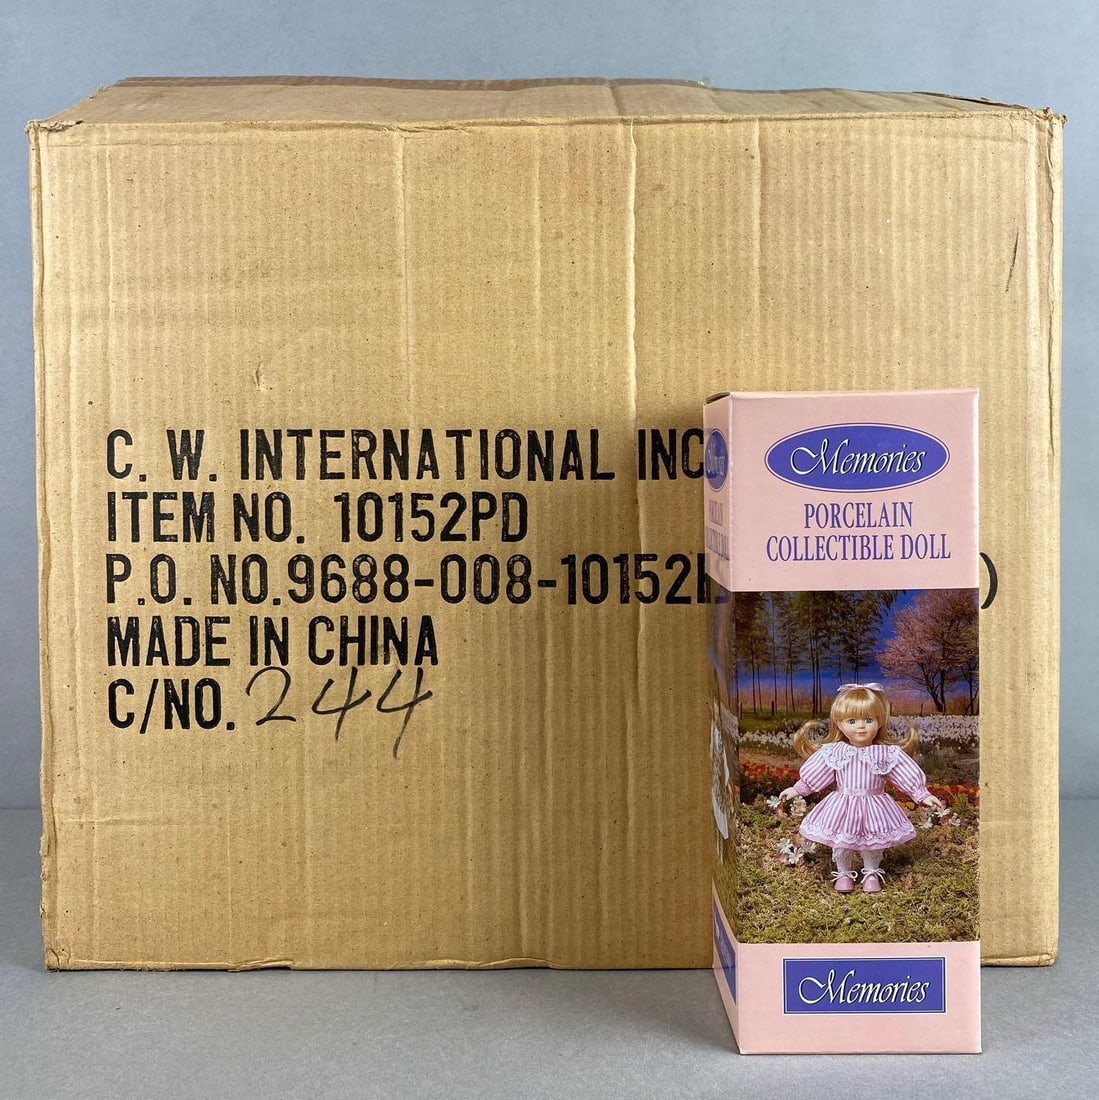 C. W. INTERNATIONAL INC
ITEM NO. 10152PD
P.O. NO.9688-008-10152
)
MADE IN CHINA
C/NO. 244
Memories
PORCELAIN
COLLECTIBLE DOLL
Memories